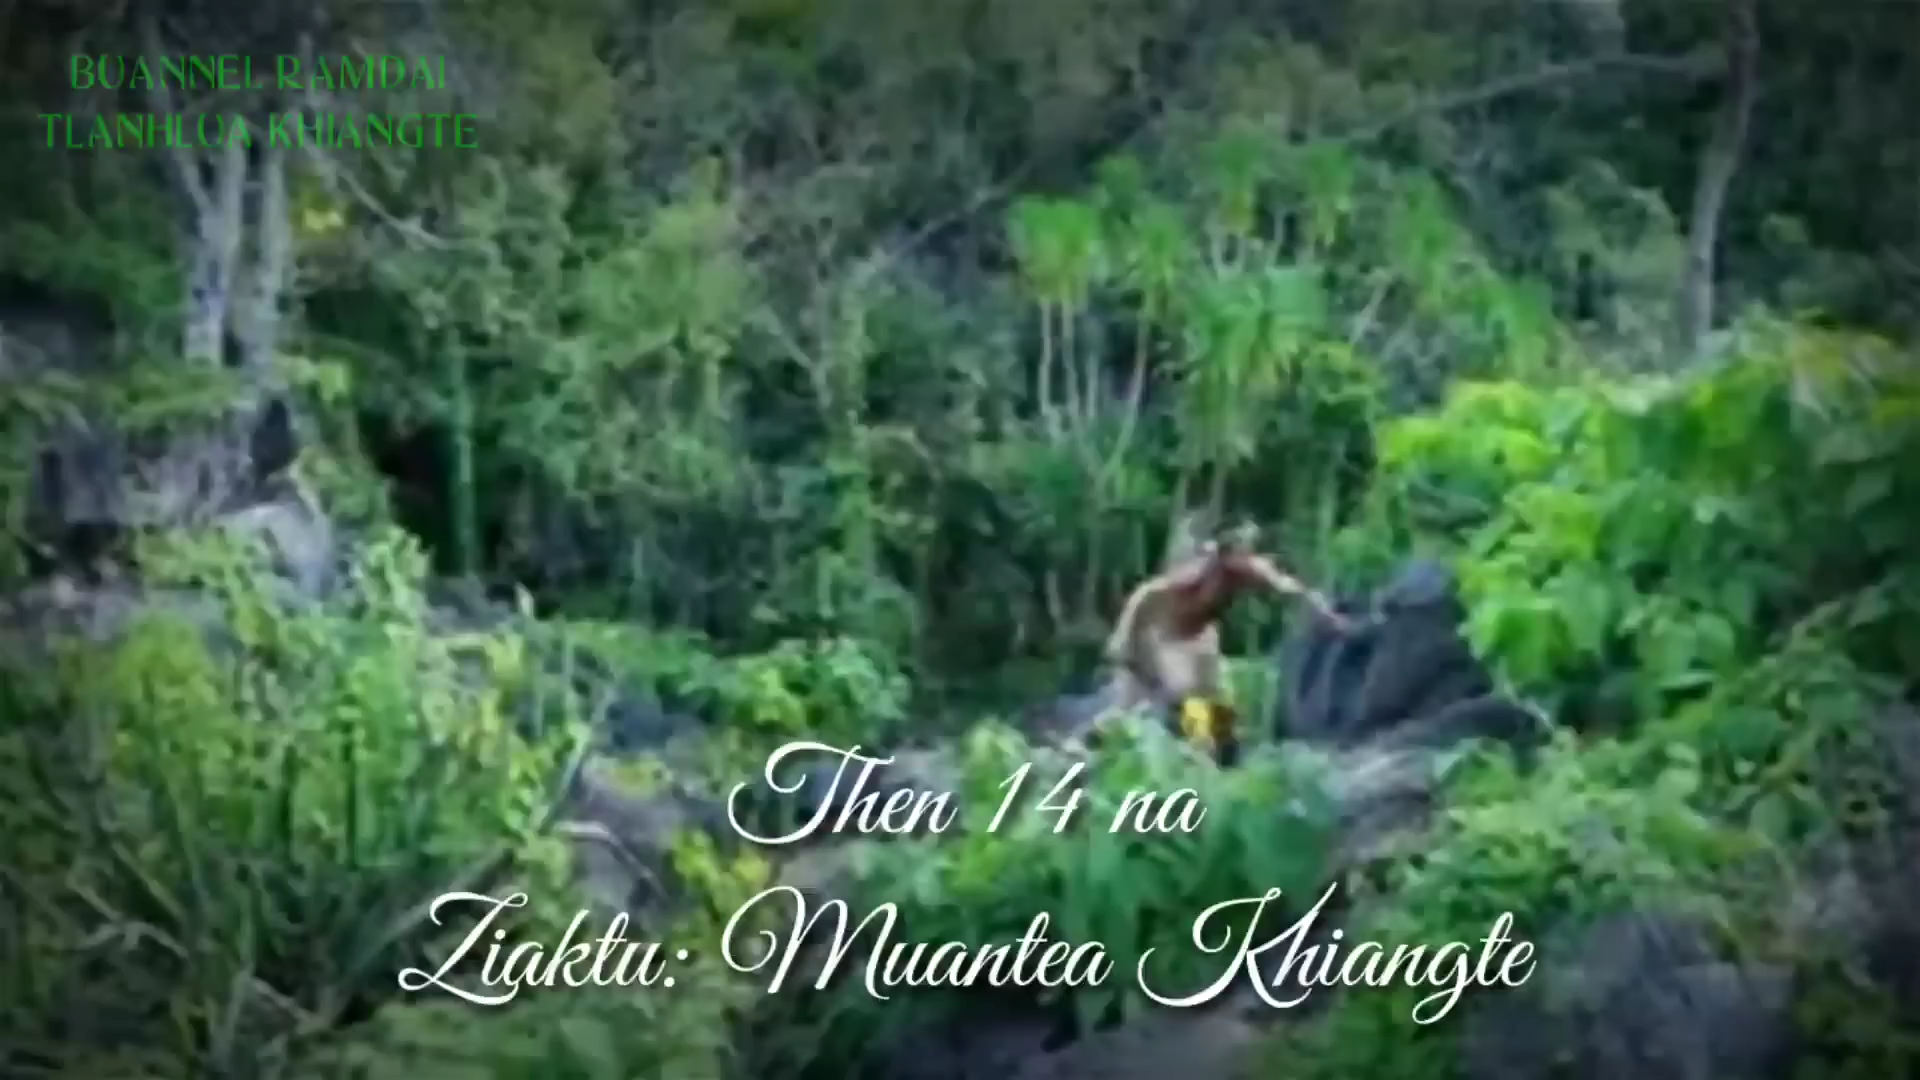 BUANNEL RAMDAI
TLANHLUA KHIANGTE
Then 14 na
Ziaktu: Muantea Khiangte